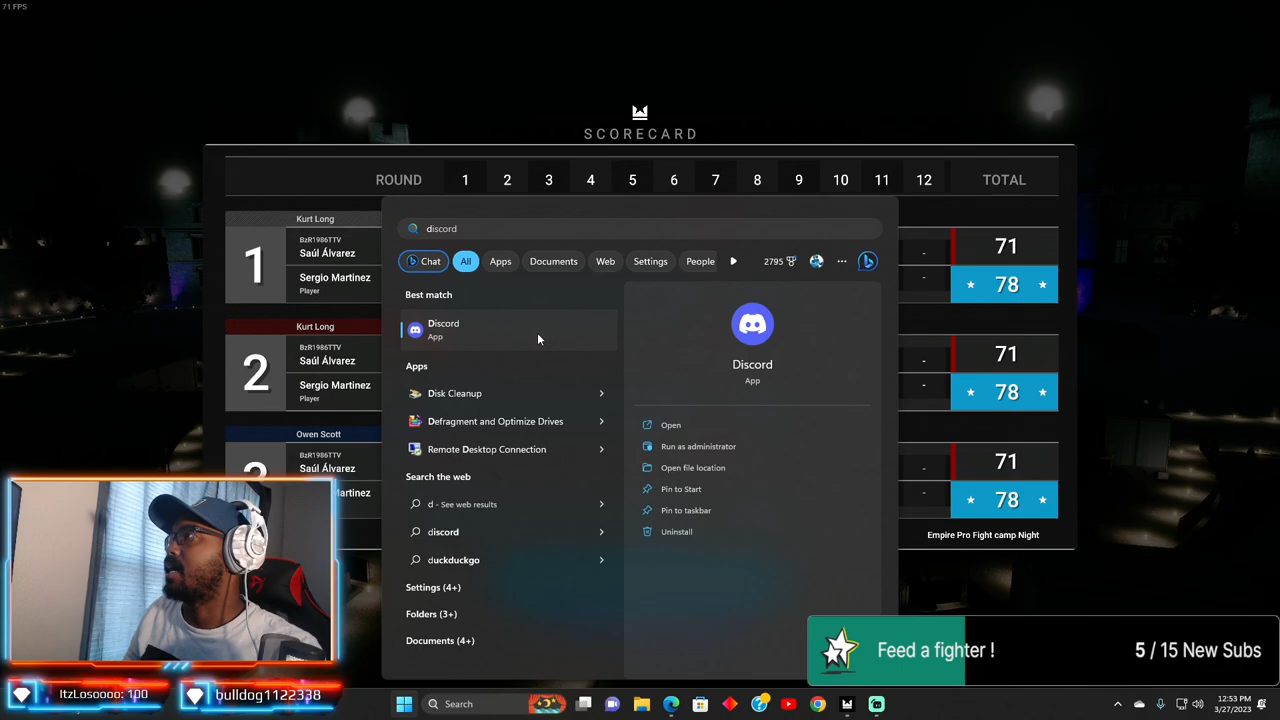 71 FPS
SCORECARD
ROUND 1 2 3 4 5 6 7 8 9 10 11 12 TOTAL
Kurt Long
1
BzR1986TTV
Saúl Álvarez
Sergio Martinez
Player
- 71
- 78
Kurt Long
2
BzR1986TTV
Saúl Álvarez
Sergio Martinez
Player
- 71
- 78
Owen Scott
BzR1986TTV
Saúl Álvarez
- 71
- 78
Empire Pro Fight camp Night
discord
Chat All Apps Documents Web Settings People 2795
Best match
Discord
App
Apps
Disk Cleanup
Defragment and Optimize Drives
Remote Desktop Connection
Search the web
d - See web results
discord
duckduckgo
Settings (4+)
Folders (3+)
Documents (4+)
Discord
App
Open
Run as administrator
Open file location
Pin to Start
Pin to taskbar
Uninstall
Feed a fighter ! 5 / 15 New Subs
ItzLosoooo: 100
bulldog1122338
Search
12:53 PM
3/27/2023